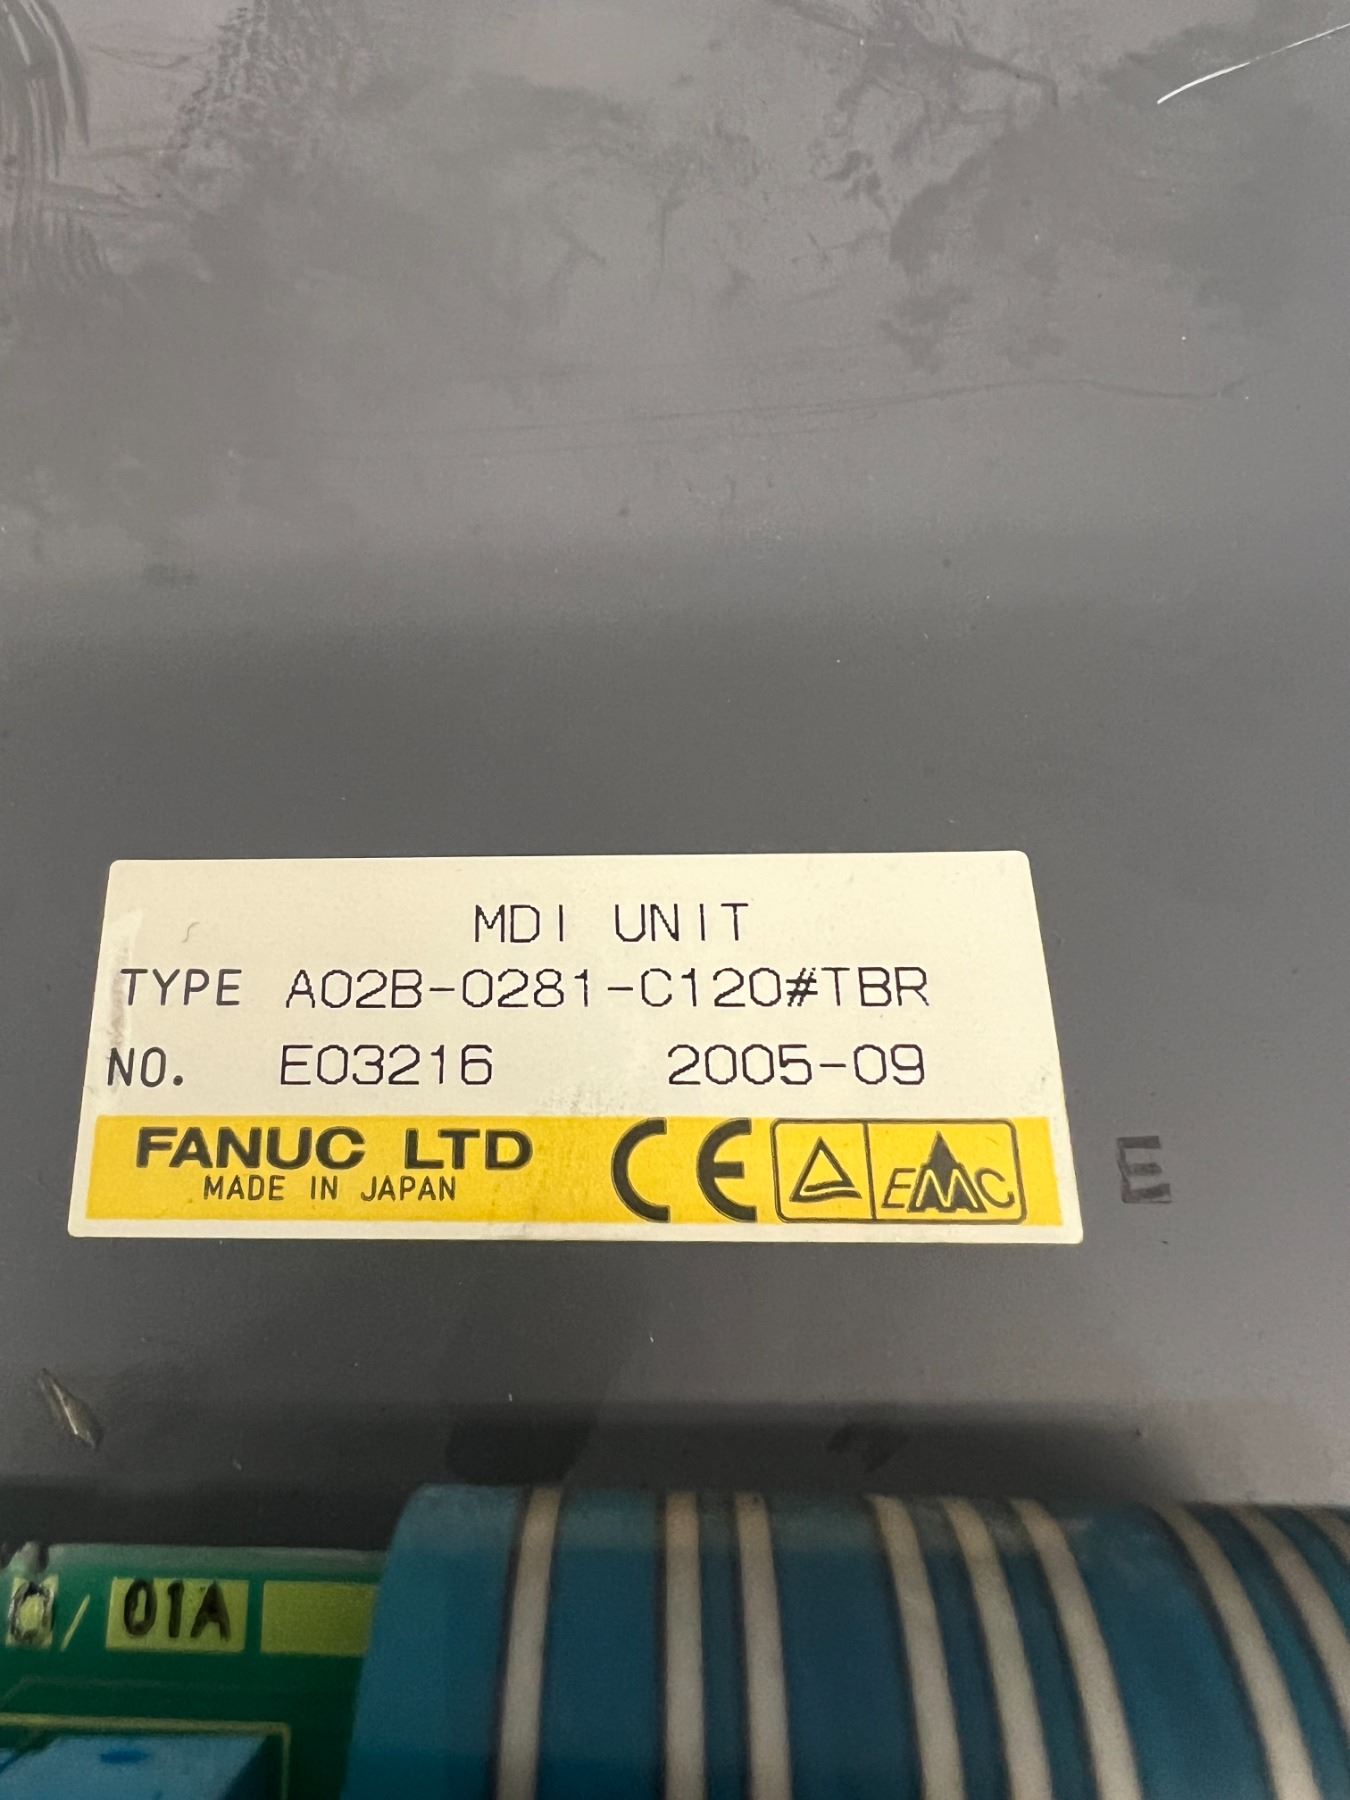 MDI UNIT
TYPE A02B-0281-C120#TBR
NO. E03216 2005-09
FANUC LTD
MADE IN JAPAN
CE
EMC
E
0/01A